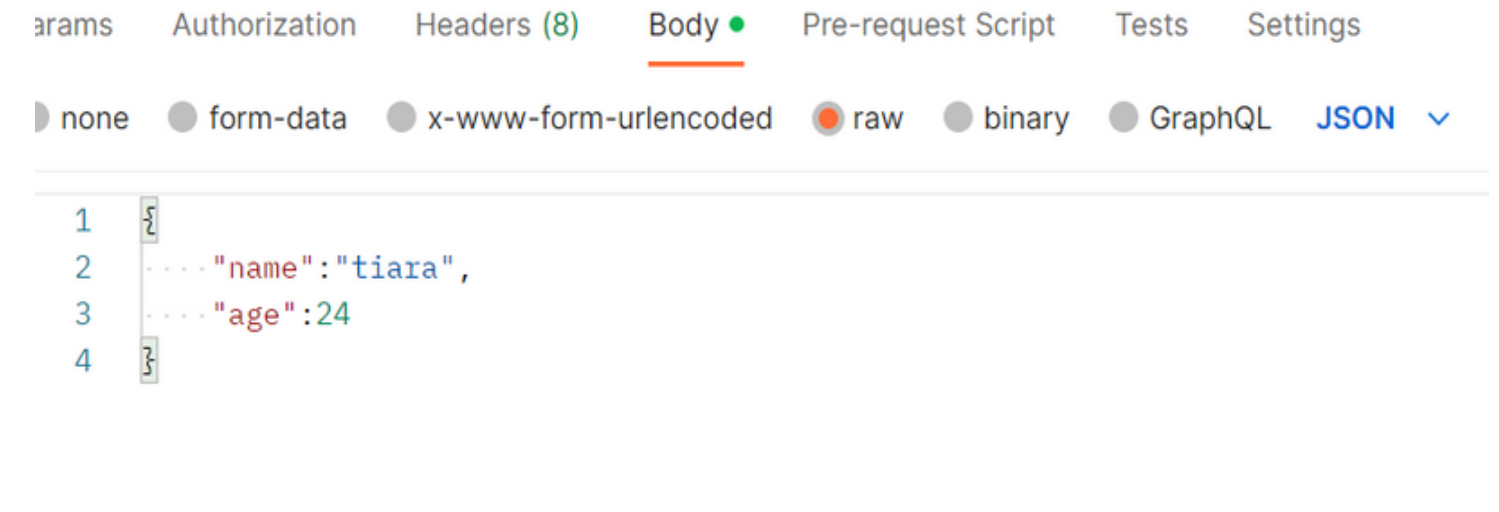 arams Authorization Headers (8) Body Pre-request Script Tests Settings
none form-data x-www-form-urlencoded raw binary GraphQL JSON
1 {
2 "name":"tiara",
3 "age":24
4 }